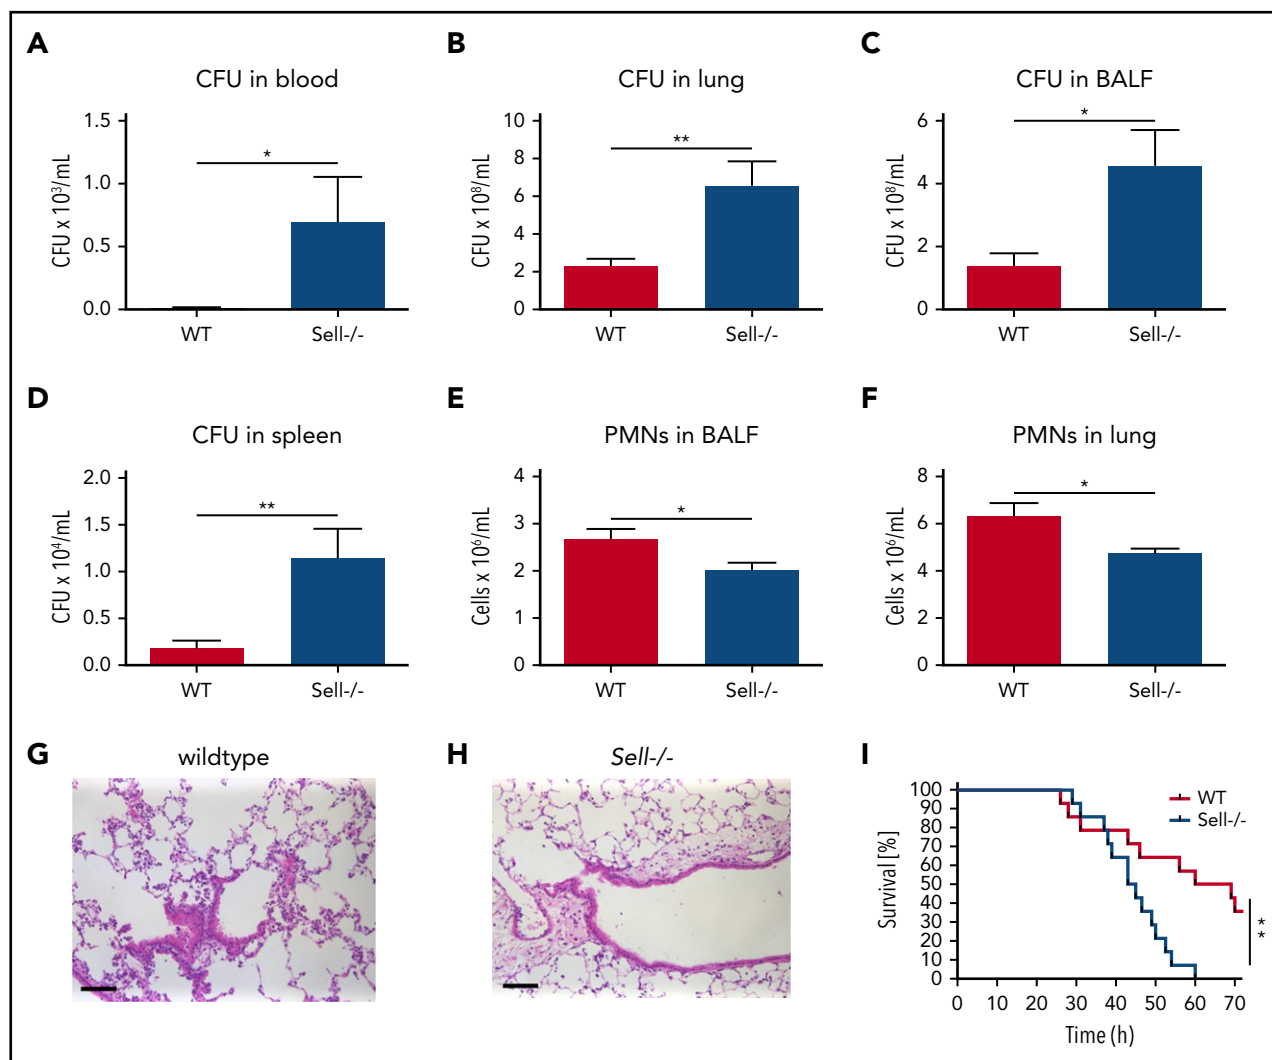 A
CFU in blood
CFU x 10³/mL
1.5
1.0
0.5
0.0
*
WT
Sell-/-
B
CFU in lung
CFU x 10⁸/mL
10
8
6
4
2
0
**
WT
Sell-/-
C
CFU in BALF
CFU x 10⁸/mL
6
4
2
0
*
WT
Sell-/-
D
CFU in spleen
CFU x 10⁴/mL
2.0
1.5
1.0
0.5
0.0
**
WT
Sell-/-
E
PMNs in BALF
Cells x 10⁶/mL
4
3
2
1
0
*
WT
Sell-/-
F
PMNs in lung
Cells x 10⁶/mL
8
6
4
2
0
*
WT
Sell-/-
G
wildtype
H
Sell-/-
I
Survival [%]
100
90
80
70
60
50
40
30
20
10
0
WT
Sell-/-
**
0 10 20 30 40 50 60 70
Time (h)